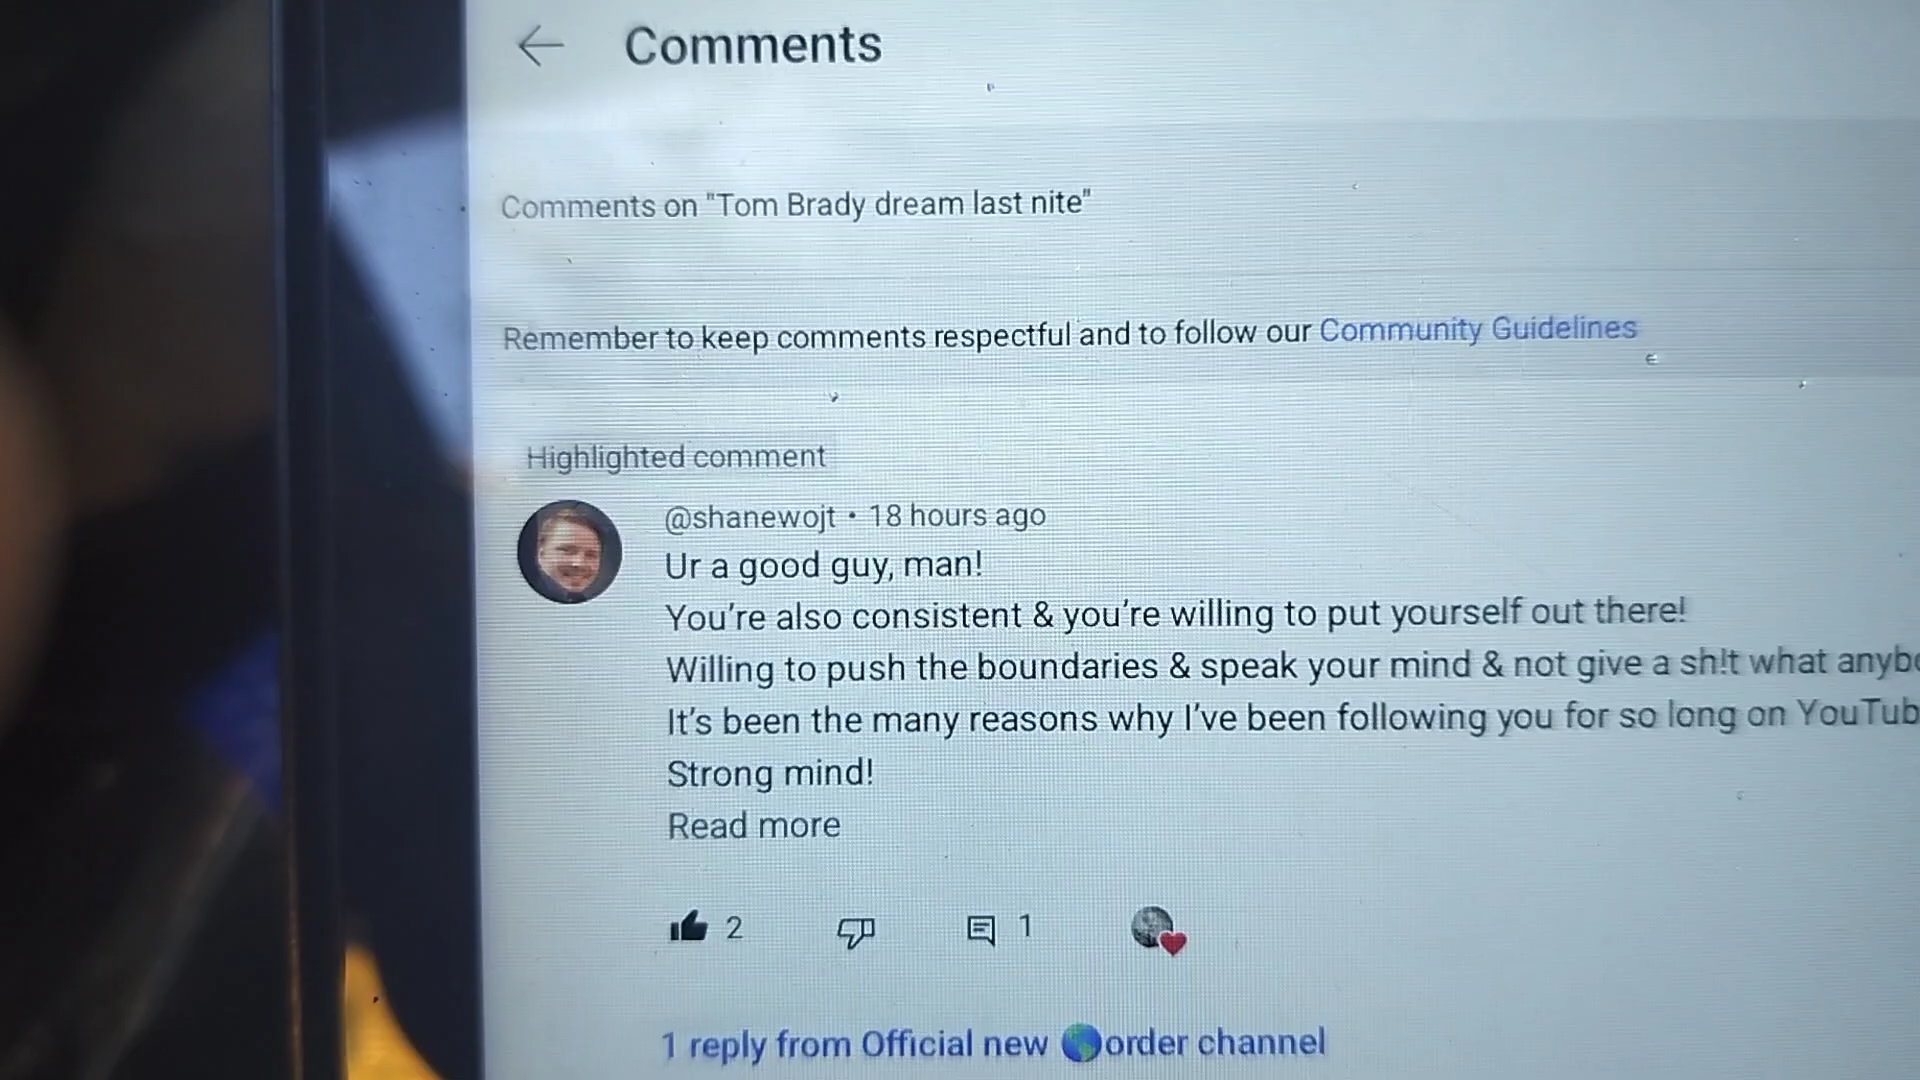 Comments
Comments on "Tom Brady dream last nite"
Remember to keep comments respectful and to follow our Community Guidelines
Highlighted comment
@shanewojt • 18 hours ago
Ur a good guy, man!
You’re also consistent & you’re willing to put yourself out there!
Willing to push the boundaries & speak your mind & not give a sh!t what
It’s been the many reasons why I’ve been following you for so long on
Strong mind!
Read more
2
1
1 reply from Official new 🌎order channel